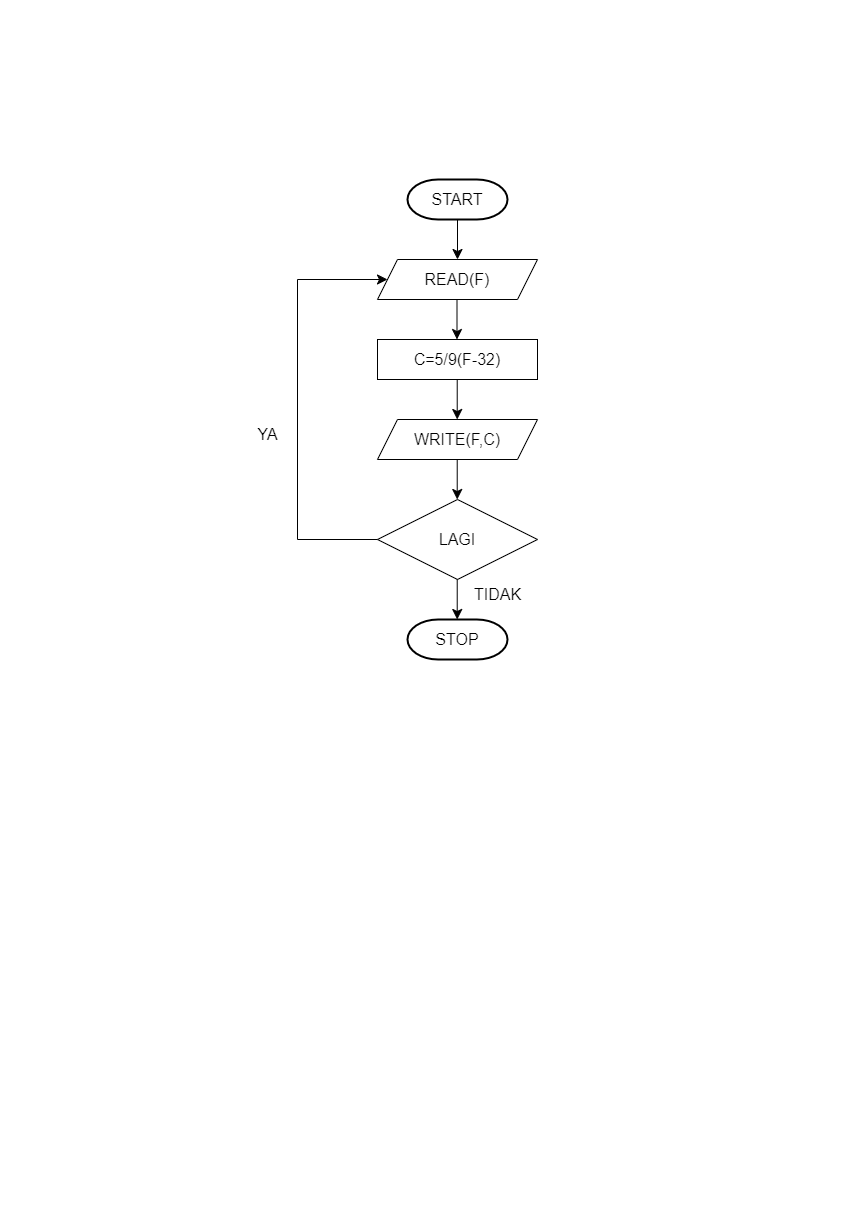 START
READ(F)
C=5/9(F-32)
YA
WRITE(F,C)
LAGI
TIDAK
STOP